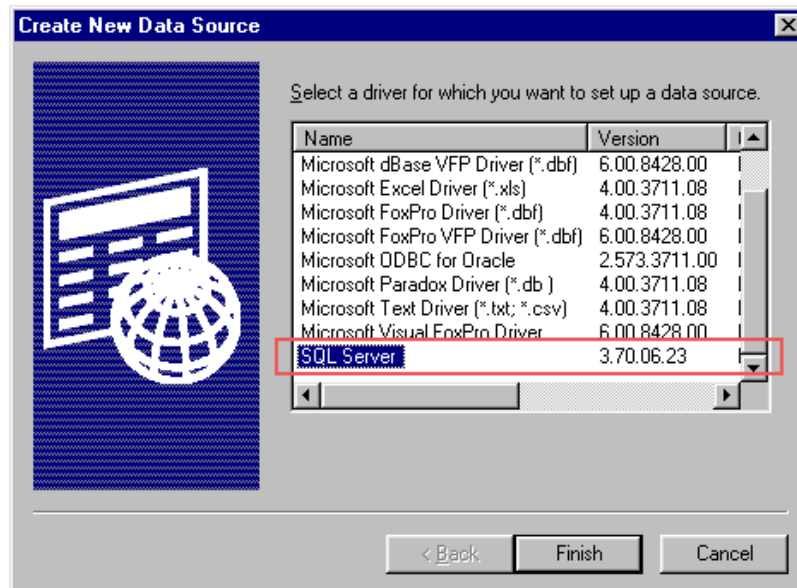 Create New Data Source
Select a driver for which you want to set up a data source.
Name Version
Microsoft dBase VFP Driver (*.dbf) 6.00.8428.00
Microsoft Excel Driver (*.xls) 4.00.3711.08
Microsoft FoxPro Driver (*.dbf) 4.00.3711.08
Microsoft FoxPro VFP Driver (*.dbf) 6.00.8428.00
Microsoft ODBC for Oracle 2.573.3711.00
Microsoft Paradox Driver (*.db ) 4.00.3711.08
Microsoft Text Driver (*.txt; *.csv) 4.00.3711.08
Microsoft Visual FoxPro Driver 6.00.8428.00
SQL Server 3.70.06.23
< Back Finish Cancel